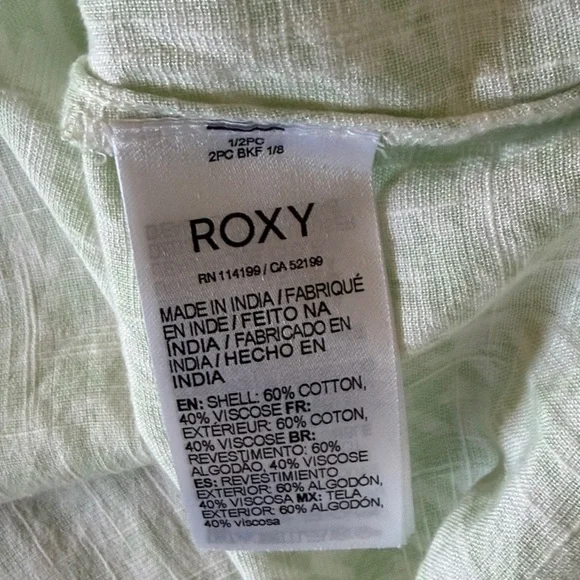 1/2PC
2PC BKF 1/8
ROXY
RN 114199 / CA 52199
MADE IN INDIA / FABRIQUÉ
EN INDE / FEITO NA
INDIA / FABRICADO EN
INDIA / HECHO EN
INDIA
EN: SHELL: 60% COTTON,
40% VISCOSE FR:
EXTÉRIEUR: 60% COTON,
40% VISCOSE BR:
REVESTIMENTO: 60%
ALGODÃO, 40% VISCOSE
ES: REVESTIMIENTO
EXTERIOR: 60% ALGODÓN,
40% VISCOSA MX: TELA
EXTERIOR: 60% ALGODÓN,
40% VISCOSA